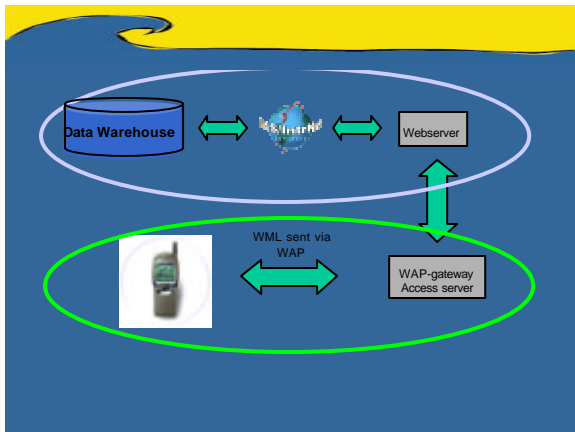 Data Warehouse
Webserver
WML sent via
WAP
WAP-gateway
Access server